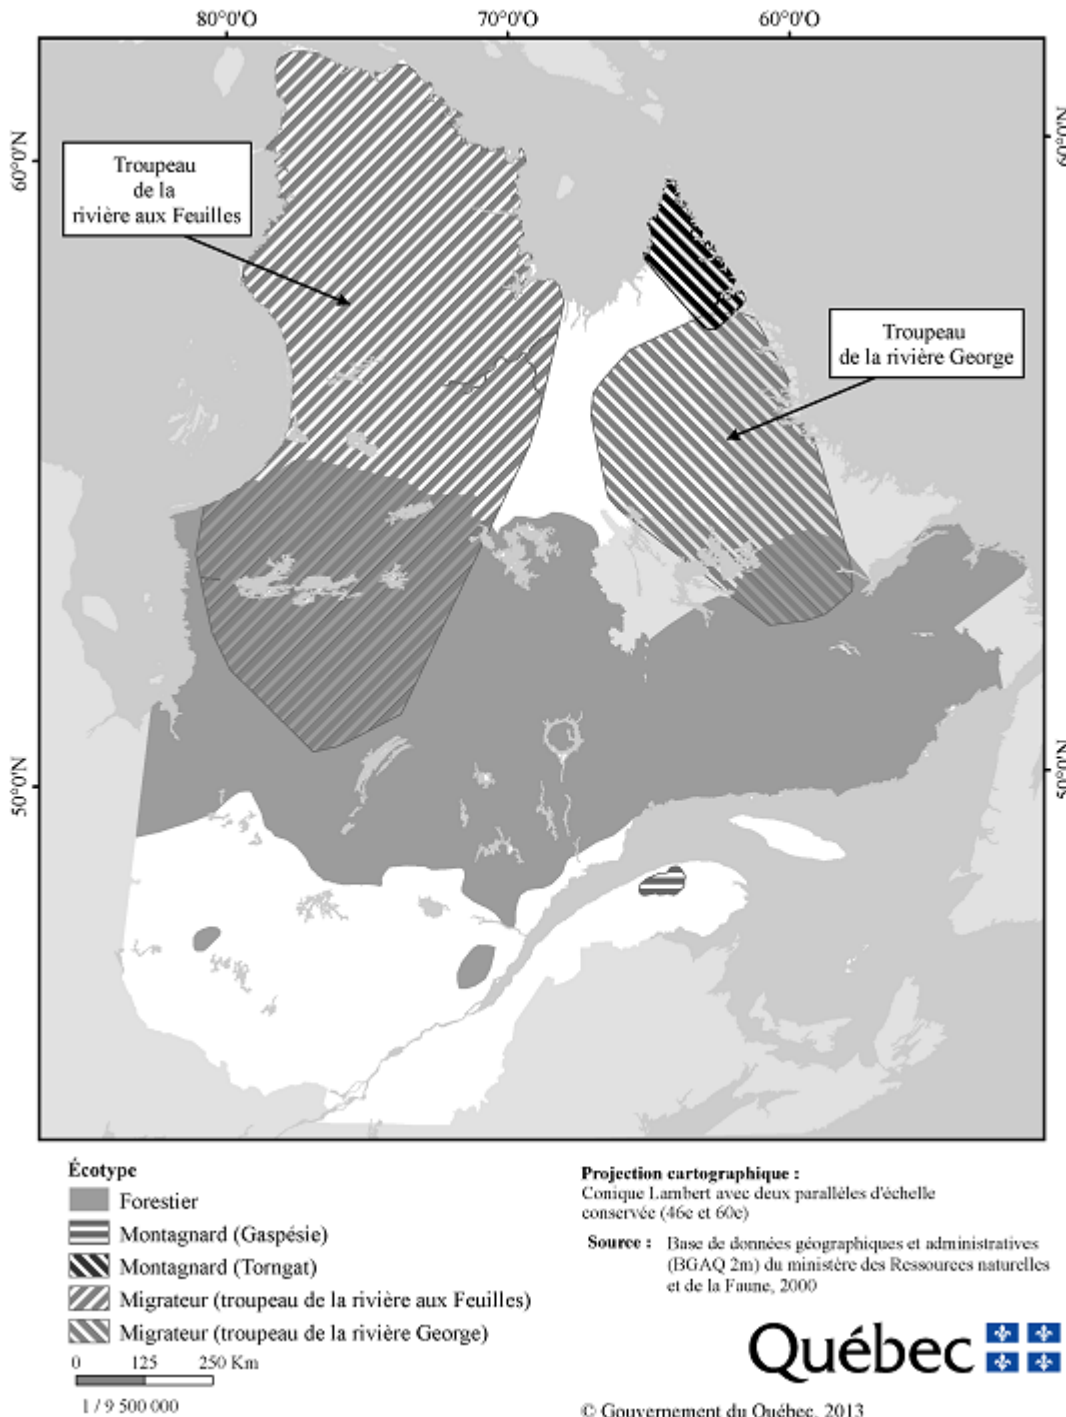 80°0'0 70°0'0 60°0'0
60°0'N
60°0'N
Troupeau
de la
rivière aux Feuilles
Troupeau
de la rivière George
50°0'N
50°0'N
Écotype
Forestier
Montagnard (Gaspésie)
Montagnard (Torngat)
Migrateur (troupeau de la rivière aux Feuilles)
Migrateur (troupeau de la rivière George)
0 125 250 Km
1 / 9 500 000
Projection cartographique :
Conique Lambert avec deux parallèles d'échelle
conservée (46e et 60e)
Source : Base de données géographiques et administratives
(BGAQ 2m) du ministère des Ressources naturelles
et de la Faune, 2000
Québec
© Gouvernement du Québec, 2013